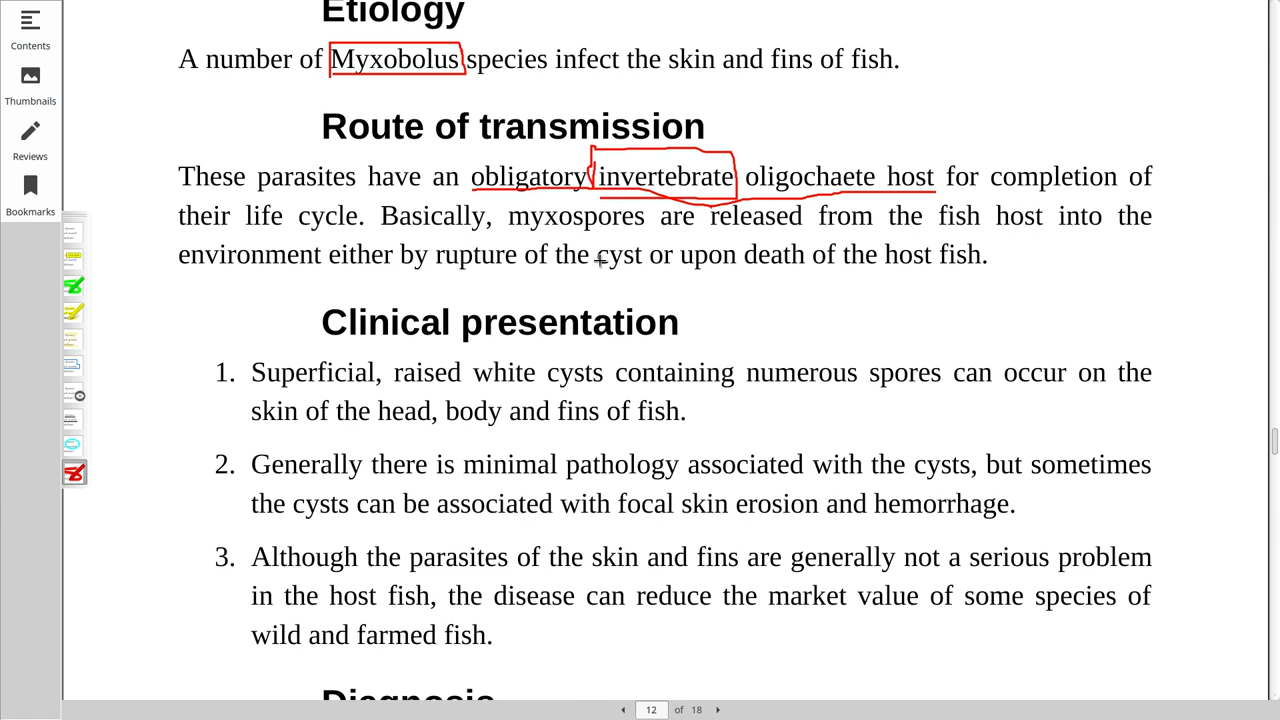 Contents
Thumbnails
Reviews
Bookmarks
Etiology
A number of Myxobolus species infect the skin and fins of fish.
Route of transmission
These parasites have an obligatory invertebrate oligochaete host for completion of
their life cycle. Basically, myxospores are released from the fish host into the
environment either by rupture of the cyst or upon death of the host fish.
Clinical presentation
1. Superficial, raised white cysts containing numerous spores can occur on the
skin of the head, body and fins of fish.
2. Generally there is minimal pathology associated with the cysts, but sometimes
the cysts can be associated with focal skin erosion and hemorrhage.
3. Although the parasites of the skin and fins are generally not a serious problem
in the host fish, the disease can reduce the market value of some species of
wild and farmed fish.
Diagnosis
12 of 18